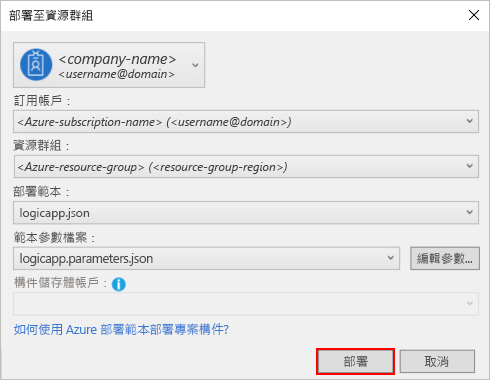 部署至資源群組
<company-name>
<username@domain>
訂用帳戶：
<Azure-subscription-name> (<username@domain>)
資源群組：
<Azure-resource-group> (<resource-group-region>)
部署範本：
logicapp.json
範本參數檔案：
logicapp.parameters.json
編輯參數...
構件儲存體帳戶：
如何使用 Azure 部署範本部署專案構件?
部署
取消